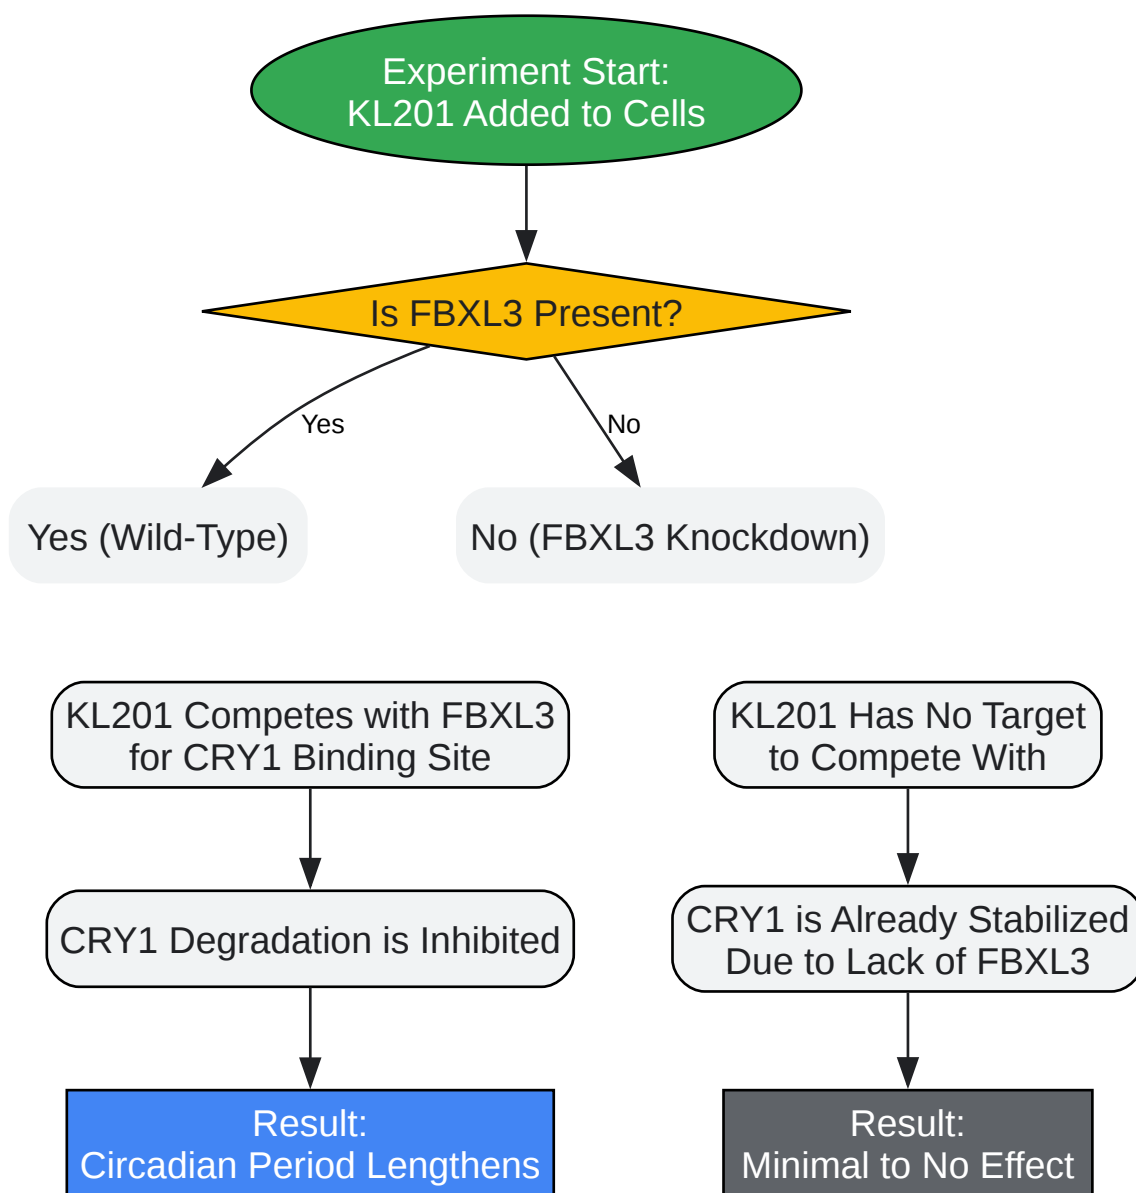 Experiment Start:
KL201 Added to Cells
Is FBXL3 Present?
Yes
No
Yes (Wild-Type)
No (FBXL3 Knockdown)
KL201 Competes with FBXL3
for CRY1 Binding Site
KL201 Has No Target
to Compete With
CRY1 Degradation is Inhibited
CRY1 is Already Stabilized
Due to Lack of FBXL3
Result:
Circadian Period Lengthens
Result:
Minimal to No Effect